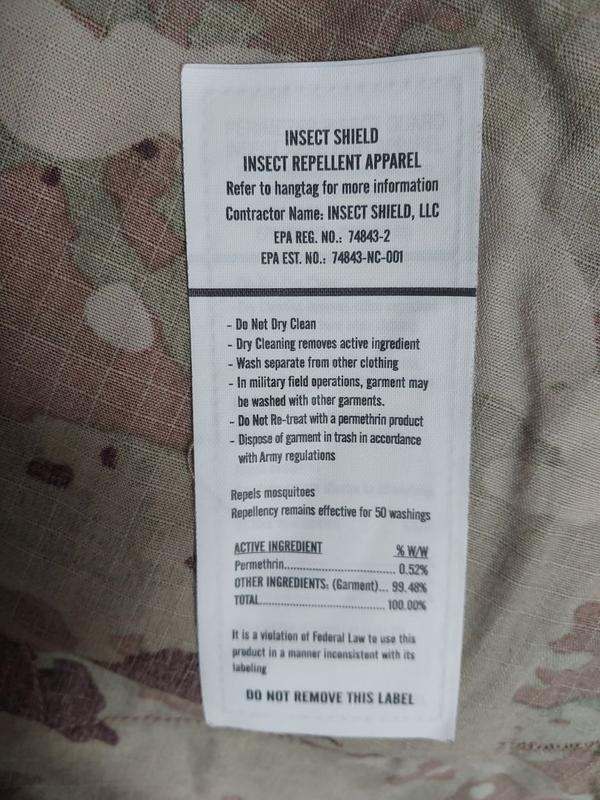 INSECT SHIELD
INSECT REPELLENT APPAREL
Refer to hangtag for more information
Contractor Name: INSECT SHIELD, LLC
EPA REG. NO.: 74843-2
EPA EST. NO.: 74843-NC-001
- Do Not Dry Clean
- Dry Cleaning removes active ingredient
- Wash separate from other clothing
- In military field operations, garment may
be washed with other garments.
- Do Not Re-treat with a permethrin product
- Dispose of garment in trash in accordance
with Army regulations
Repels mosquitoes
Repellency remains effective for 50 washings
ACTIVE INGREDIENT % W/W
Permethrin.............................. 0.52%
OTHER INGREDIENTS: (Garment)... 99.48%
TOTAL.................................. 100.00%
It is a violation of Federal Law to use this
product in a manner inconsistent with its
labeling
DO NOT REMOVE THIS LABEL